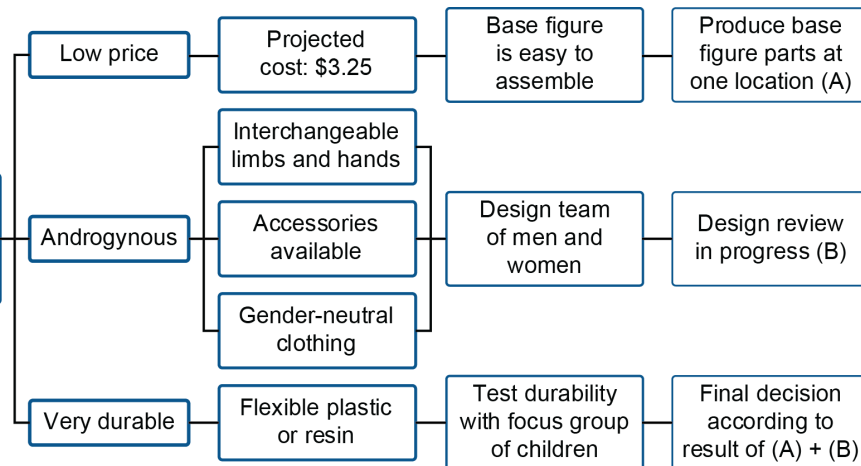 Low price
Projected
cost: $3.25
Base figure
is easy to
assemble
Produce base
figure parts at
one location (A)
Androgynous
Interchangeable
limbs and hands
Accessories
available
Gender-neutral
clothing
Design team
of men and
women
Design review
in progress (B)
Very durable
Flexible plastic
or resin
Test durability
with focus group
of children
Final decision
according to
result of (A) + (B)